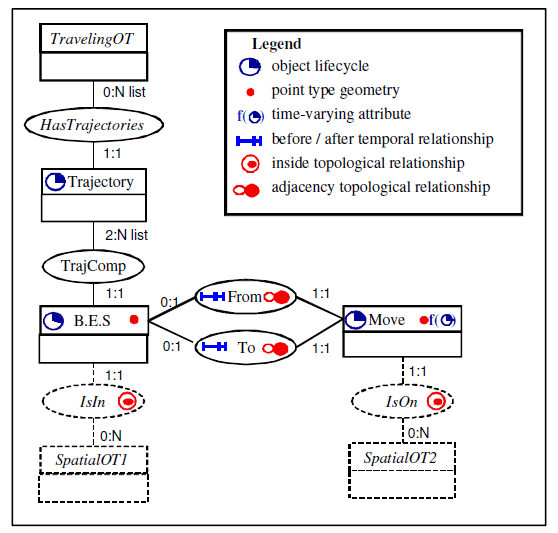 TravelingOT
Legend
object lifecycle
point type geometry
f( ) time-varying attribute
before / after temporal relationship
inside topological relationship
adjacency topological relationship
0:N list
HasTrajectories
1:1
Trajectory
2:N list
TrajComp
1:1
0:1
From
1:1
B.E.S
Move
f( )
0:1
To
1:1
1:1
1:1
IsIn
IsOn
0:N
0:N
SpatialOT1
SpatialOT2